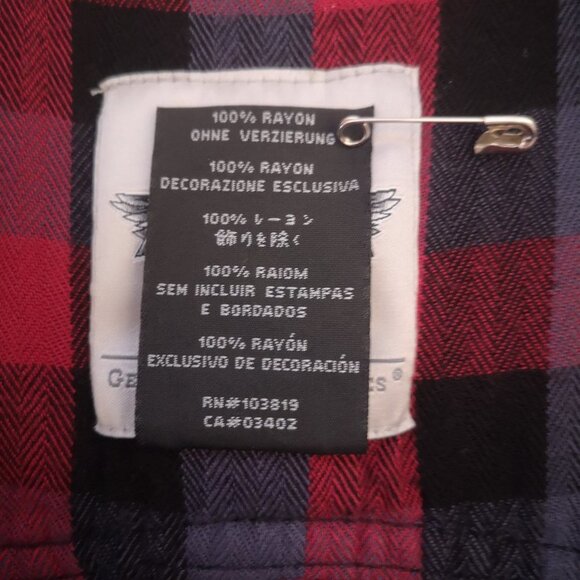 100% RAYON
OHNE VERZIERUNG
100% RAYON
DECORAZIONE ESCLUSIVA
100% レーヨン
飾りを除く
100% RAIOM
SEM INCLUIR ESTAMPAS
E BORDADOS
100% RAYÓN
EXCLUSIVO DE DECORACIÓN
RN#103819
CA#03402